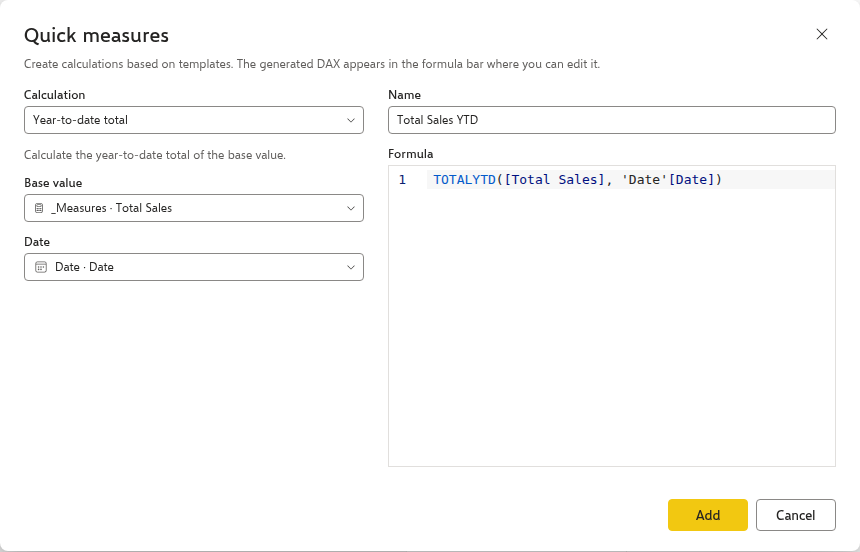 Quick measures
Create calculations based on templates. The generated DAX appears in the formula bar where you can edit it.
Calculation
Year-to-date total
Calculate the year-to-date total of the base value.
Base value
_Measures · Total Sales
Date
Date · Date
Name
Total Sales YTD
Formula
1 TOTALYTD([Total Sales], 'Date'[Date])
Add
Cancel